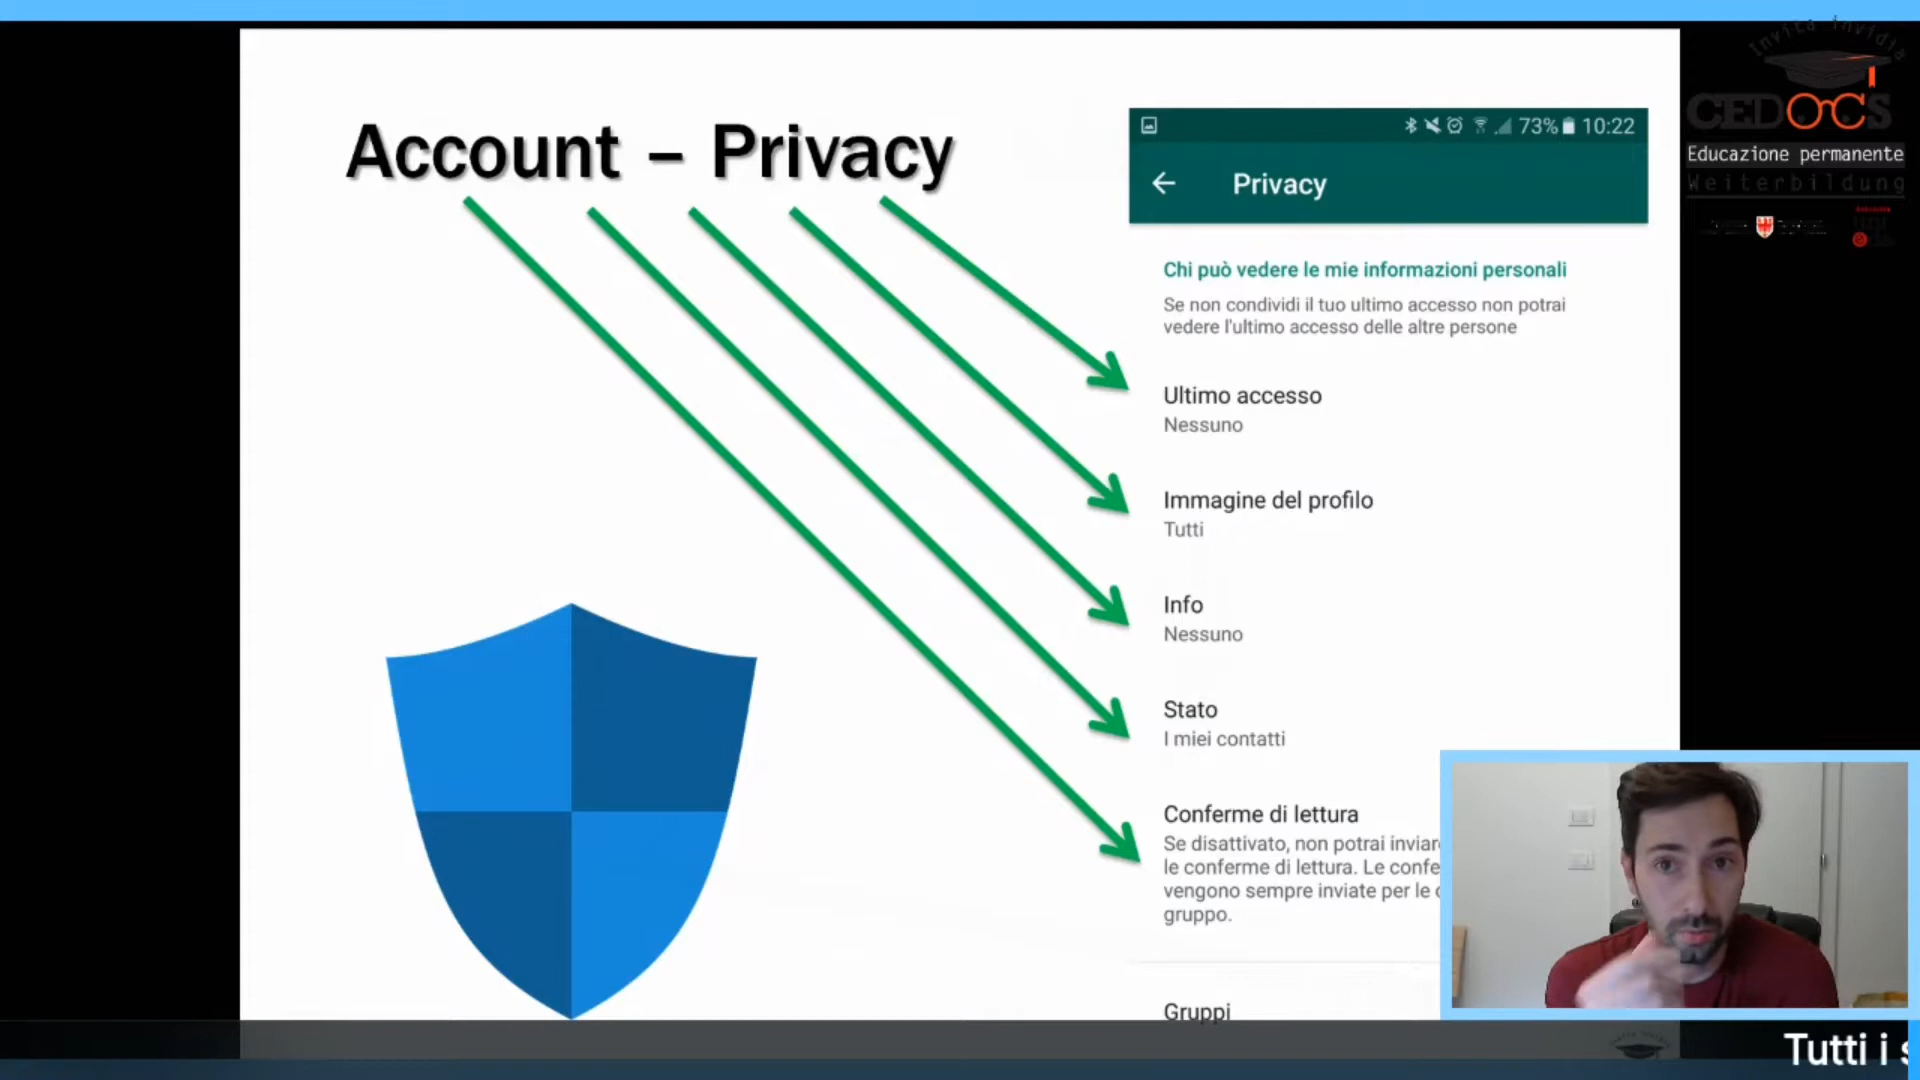 Invita invidia
CEDOCS
Educazione permanente
Weiterbildung
Account – Privacy
73% 10:22
Privacy
Chi può vedere le mie informazioni personali
Se non condividi il tuo ultimo accesso non potrai
vedere l'ultimo accesso delle altre persone
Ultimo accesso
Nessuno
Immagine del profilo
Tutti
Info
Nessuno
Stato
I miei contatti
Conferme di lettura
Se disattivato, non potrai inviar
le conferme di lettura. Le confe
vengono sempre inviate per le
gruppo.
Gruppi
Tutti i